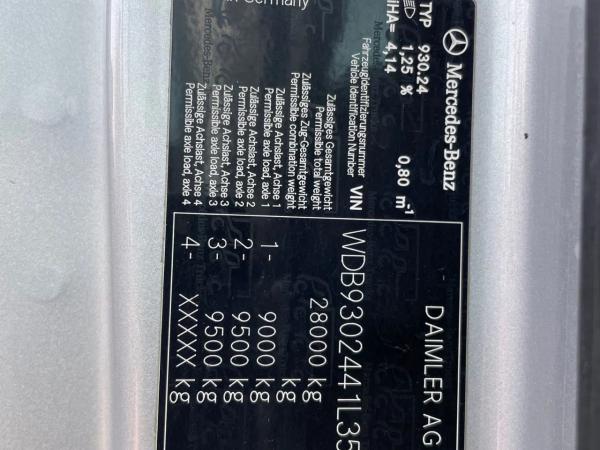 Mercedes-Benz DAIMLER AG
TYP 930.24
1,25 % 0,80 m-1
iHA= 4,14
Fahrzeugidentifizierungsnummer
Vehicle Identification Number VIN WDB9302441L35
Zulässiges Gesamtgewicht
Permissible total weight 28000 kg
Zulässiges Zug-Gesamtgewicht
Permissible combination weight kg
Zulässige Achslast, Achse 1
Permissible axle load, axle 1 1- 9000 kg
Zulässige Achslast, Achse 2
Permissible axle load, axle 2 2- 9500 kg
Zulässige Achslast, Achse 3
Permissible axle load, axle 3 3- 9500 kg
Zulässige Achslast, Achse 4
Permissible axle load, axle 4 4- XXXXX kg
Germany